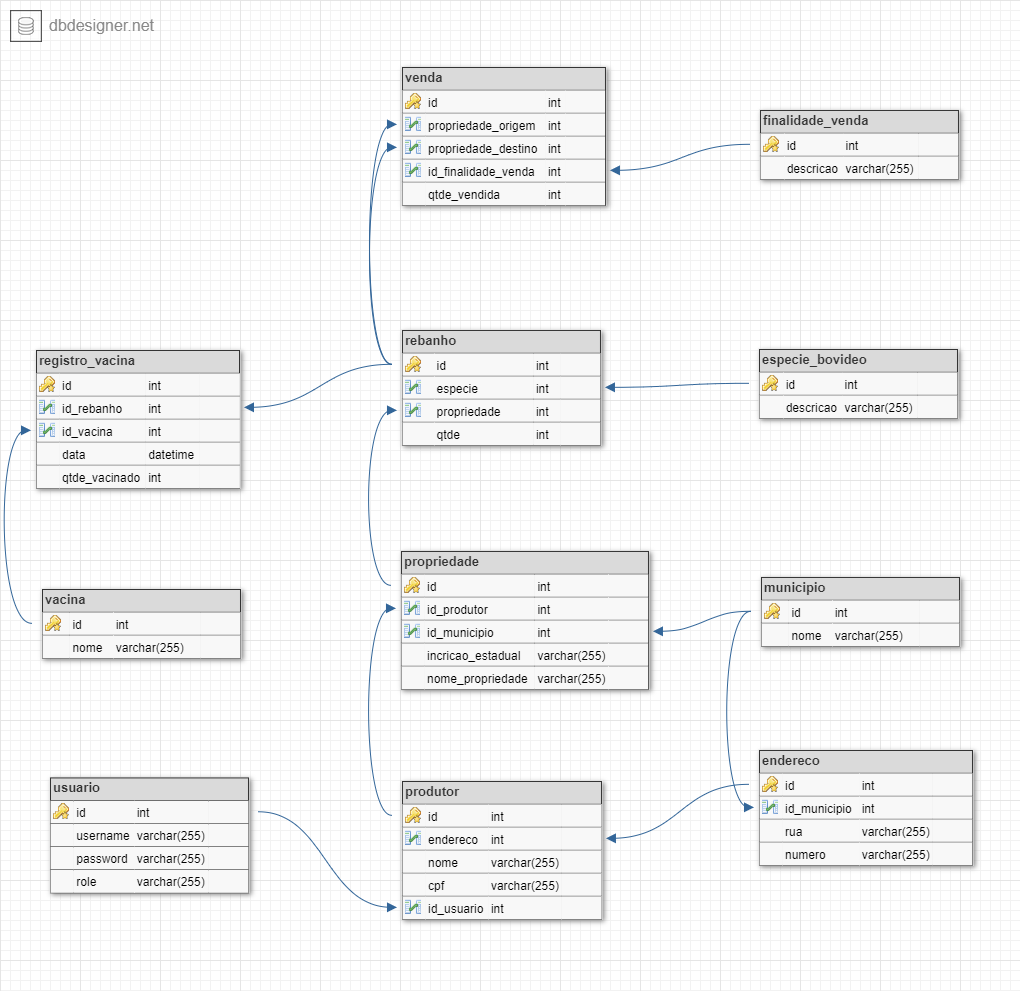 dbdesigner.net
venda
id int
propriedade_origem int
propriedade_destino int
id_finalidade_venda int
qtde_vendida int
finalidade_venda
id int
descricao varchar(255)
registro_vacina
id int
id_rebanho int
id_vacina int
data datetime
qtde_vacinado int
rebanho
id int
especie int
propriedade int
qtde int
especie_bovideo
id int
descricao varchar(255)
vacina
id int
nome varchar(255)
propriedade
id int
id_produtor int
id_municipio int
incricao_estadual varchar(255)
nome_propriedade varchar(255)
municipio
id int
nome varchar(255)
usuario
id int
username varchar(255)
password varchar(255)
role varchar(255)
produtor
id int
endereco int
nome varchar(255)
cpf varchar(255)
id_usuario int
endereco
id int
id_municipio int
rua varchar(255)
numero varchar(255)